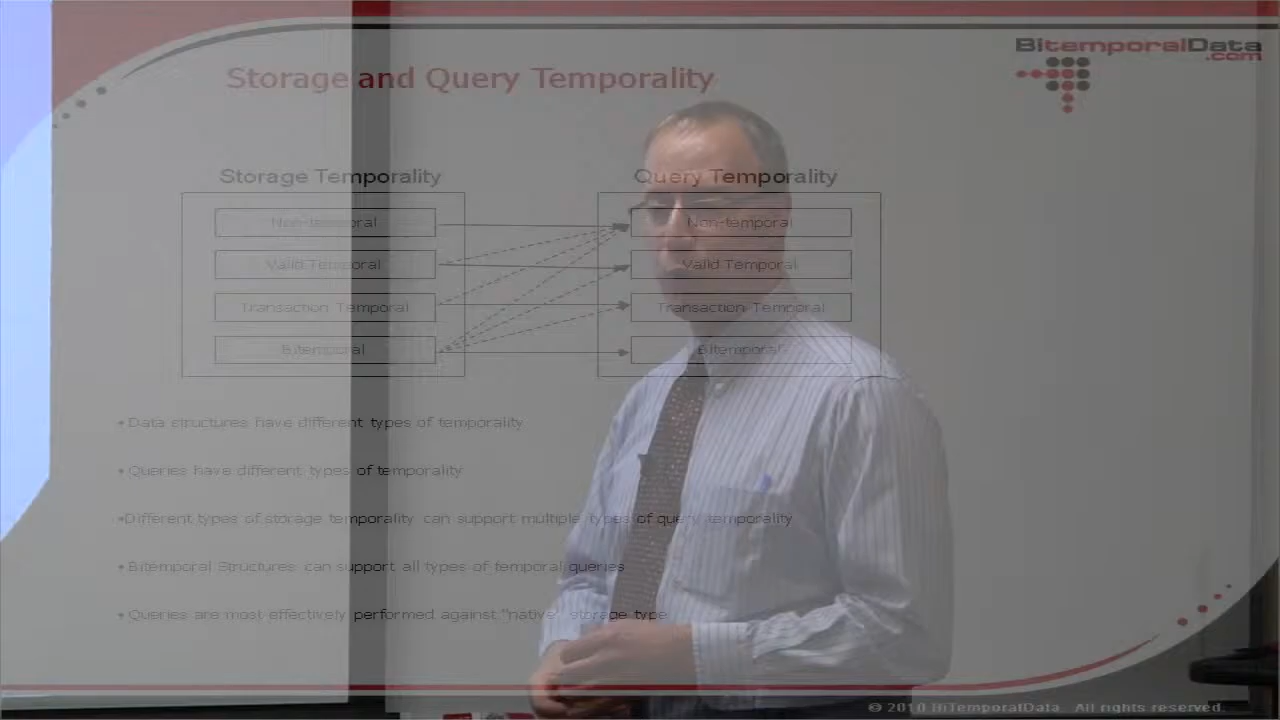 BitemporalData
.com
Storage and Query Temporality
Storage Temporality
Query Temporality
Non-temporal
Non-temporal
Valid Temporal
Valid Temporal
Transaction Temporal
Transaction Temporal
Bitemporal
Bitemporal
• Data structures have different types of temporality
• Queries have different types of temporality
•Different types of storage temporality can support multiple types of query temporality
• Bitemporal Structures can support all types of temporal queries
• Queries are most effectively performed against "native" storage type
© 2010 BiTemporalData. All rights reserved.